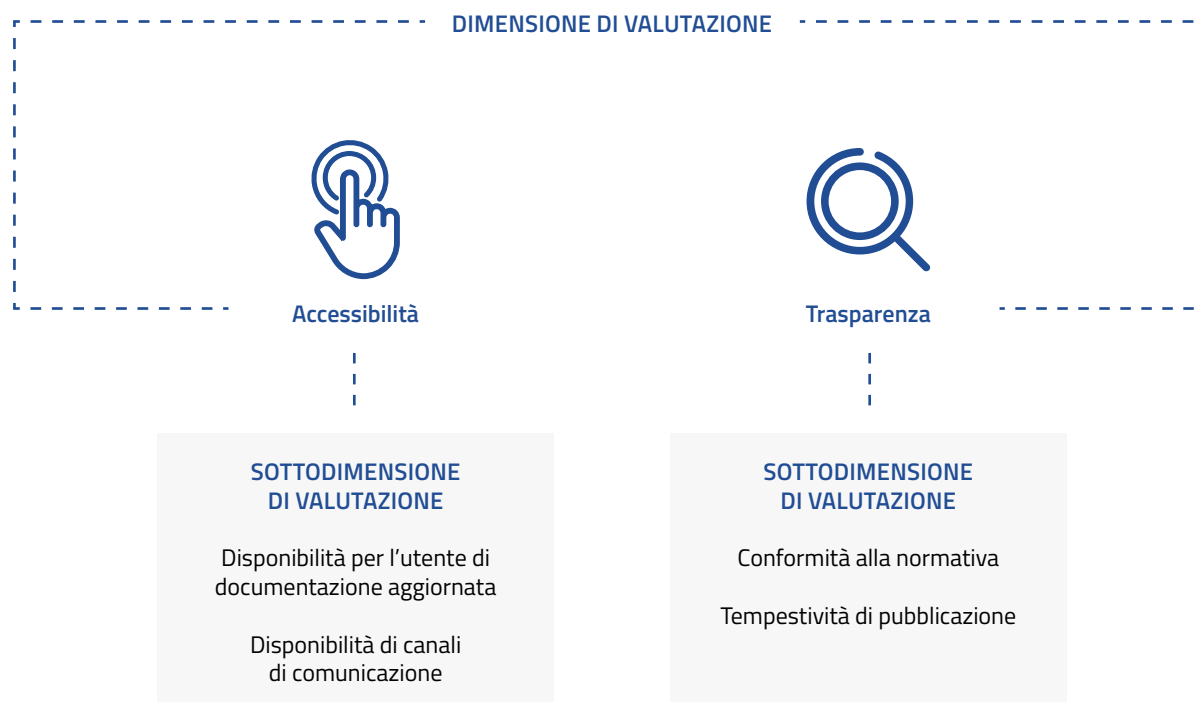 DIMENSIONE DI VALUTAZIONE
Accessibilità
Trasparenza
SOTTODIMENSIONE
DI VALUTAZIONE
Disponibilità per l’utente di
documentazione aggiornata
Disponibilità di canali
di comunicazione
SOTTODIMENSIONE
DI VALUTAZIONE
Conformità alla normativa
Tempestività di pubblicazione